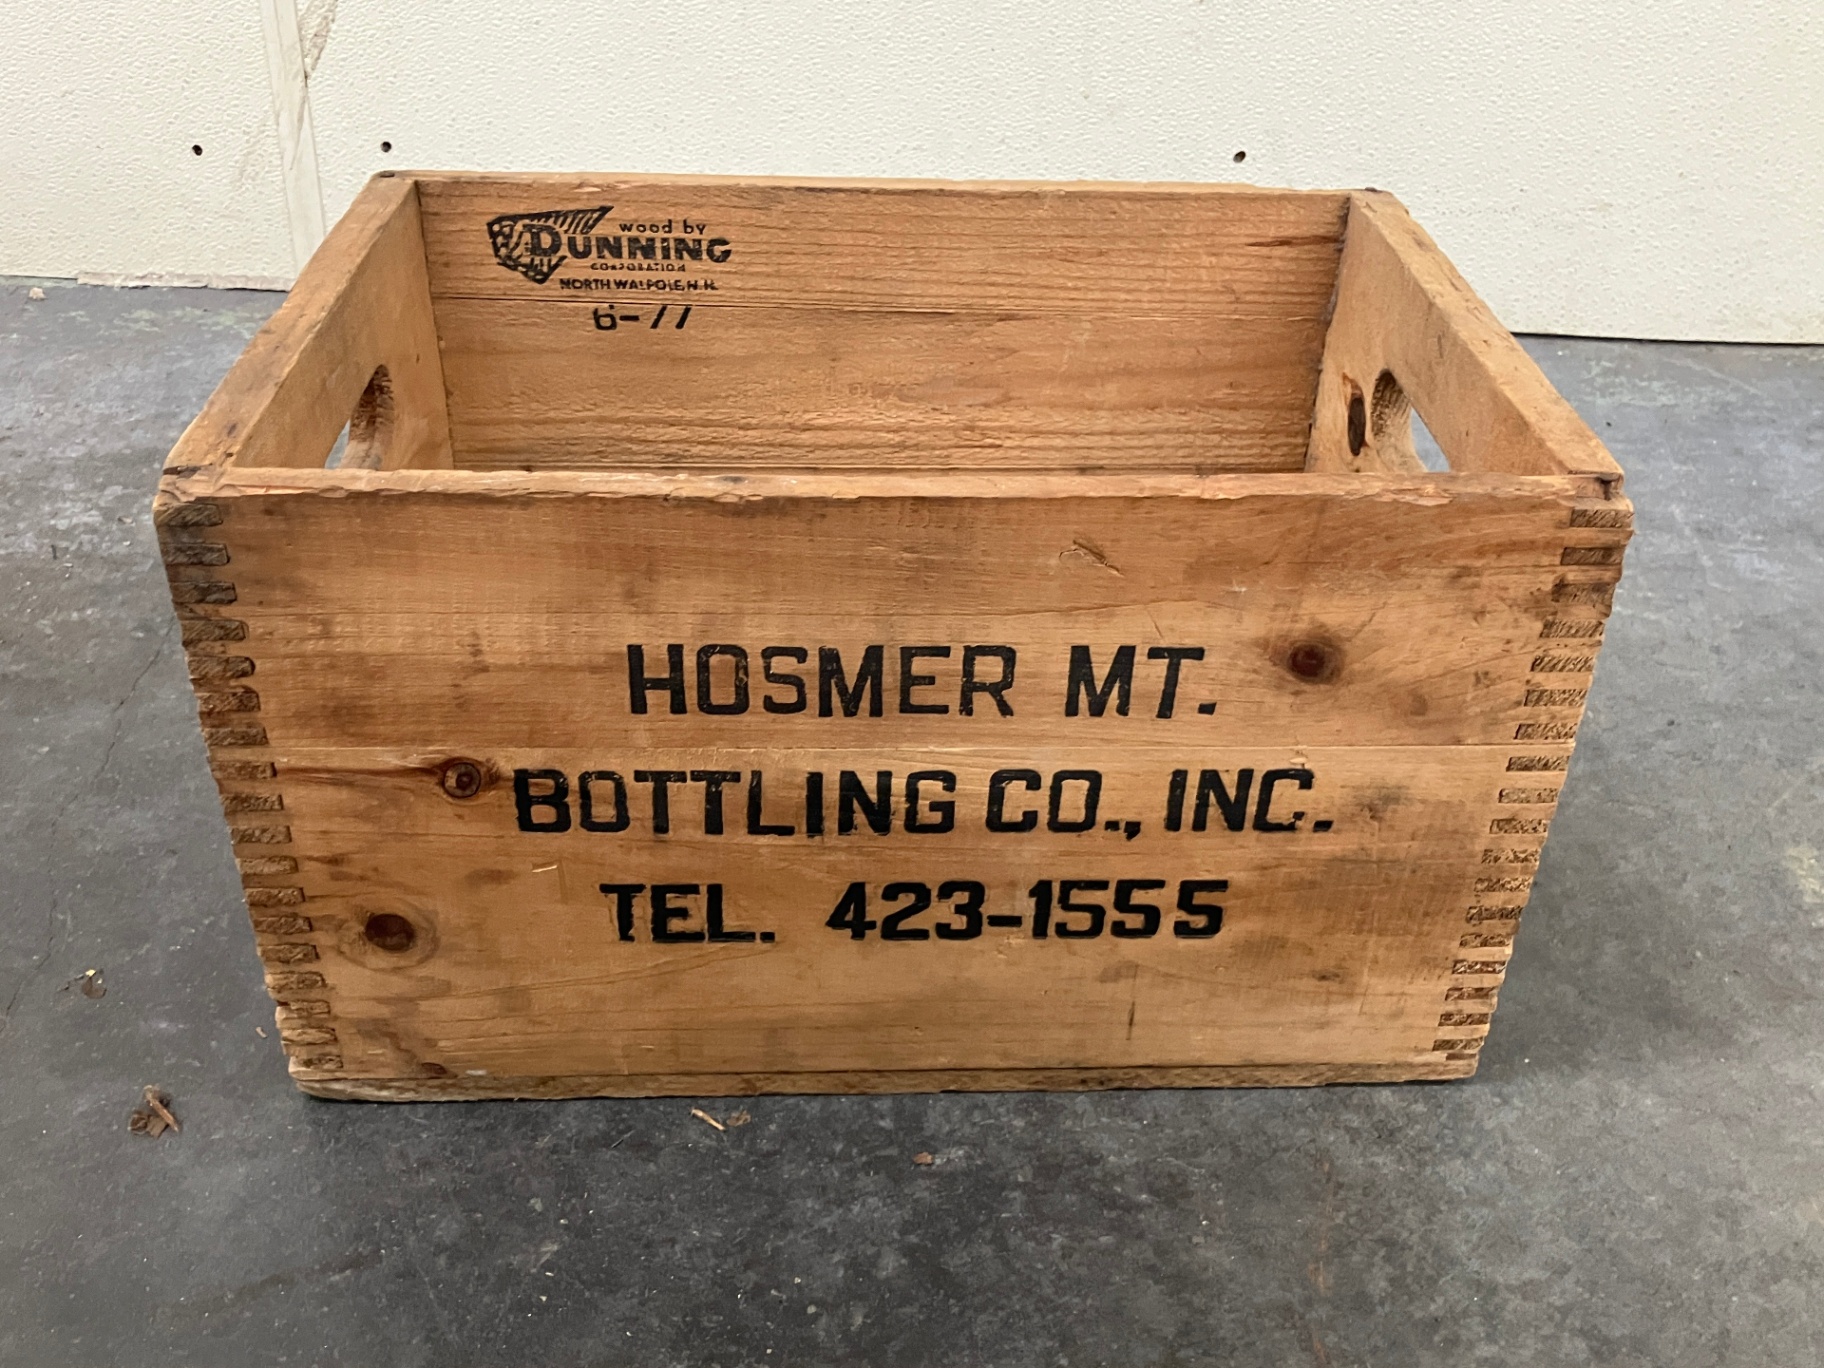 wood by
DUNNING
CORPORATION
NORTH WALPOLE, N.H.
6-77
HOSMER MT.
BOTTLING CO., INC.
TEL. 423-1555